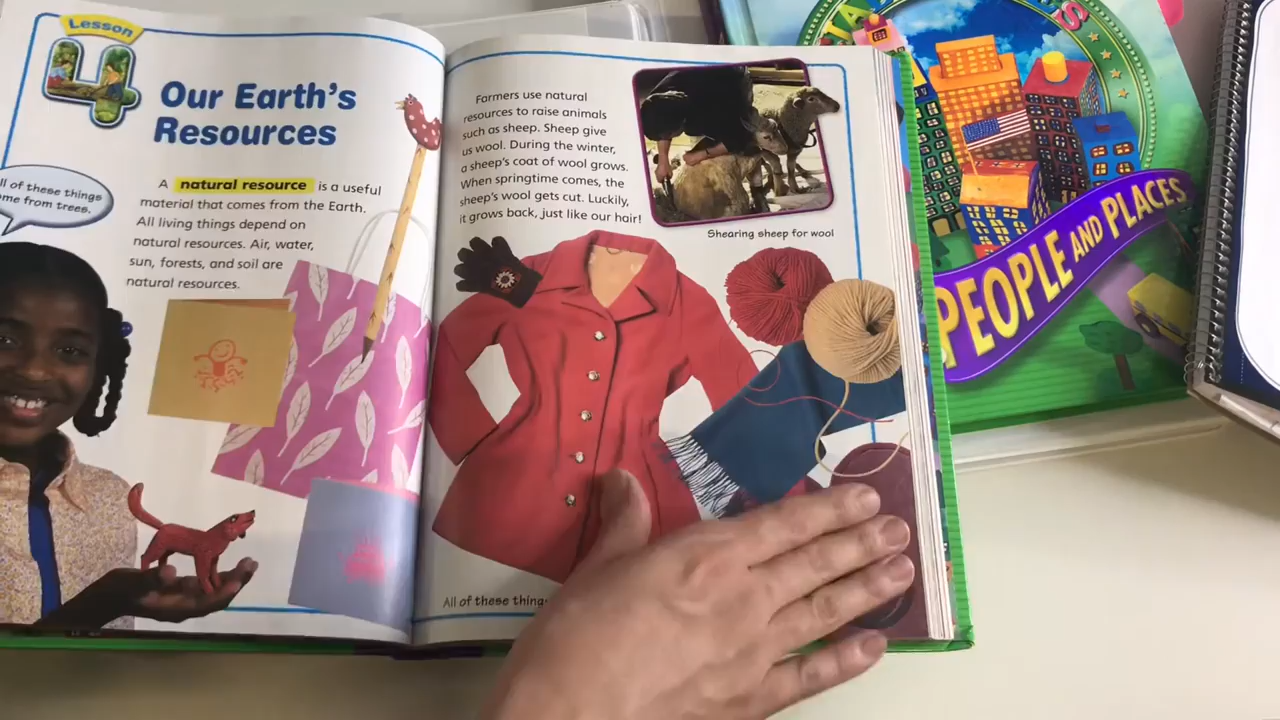 Lesson
4
Our Earth's
Resources
ll of these things
me from trees.
A natural resource is a useful
material that comes from the Earth.
All living things depend on
natural resources. Air, water,
sun, forests, and soil are
natural resources.
Farmers use natural
resources to raise animals
such as sheep. Sheep give
us wool. During the winter,
a sheep's coat of wool grows.
When springtime comes, the
sheep's wool gets cut. Luckily,
it grows back, just like our hair!
Shearing sheep for wool
All of these thing
PEOPLE AND PLACES